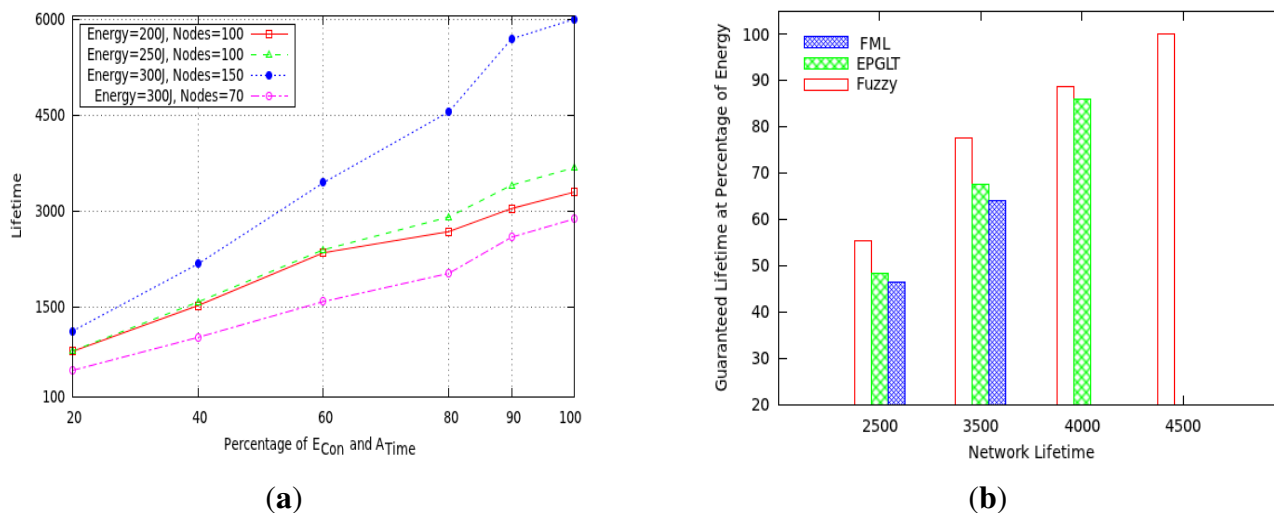 6000
4500
3000
1500
100
Lifetime
Energy=200J, Nodes=100
Energy=250J, Nodes=100
Energy=300J, Nodes=150
Energy=300J, Nodes=70
20 40 60 80 90 100
Percentage of E_Con and A_Time
(a)
100
90
80
70
60
50
40
30
20
Guaranteed Lifetime at Percentage of Energy
FML
EPGLT
Fuzzy
2500 3500 4000 4500
Network Lifetime
(b)